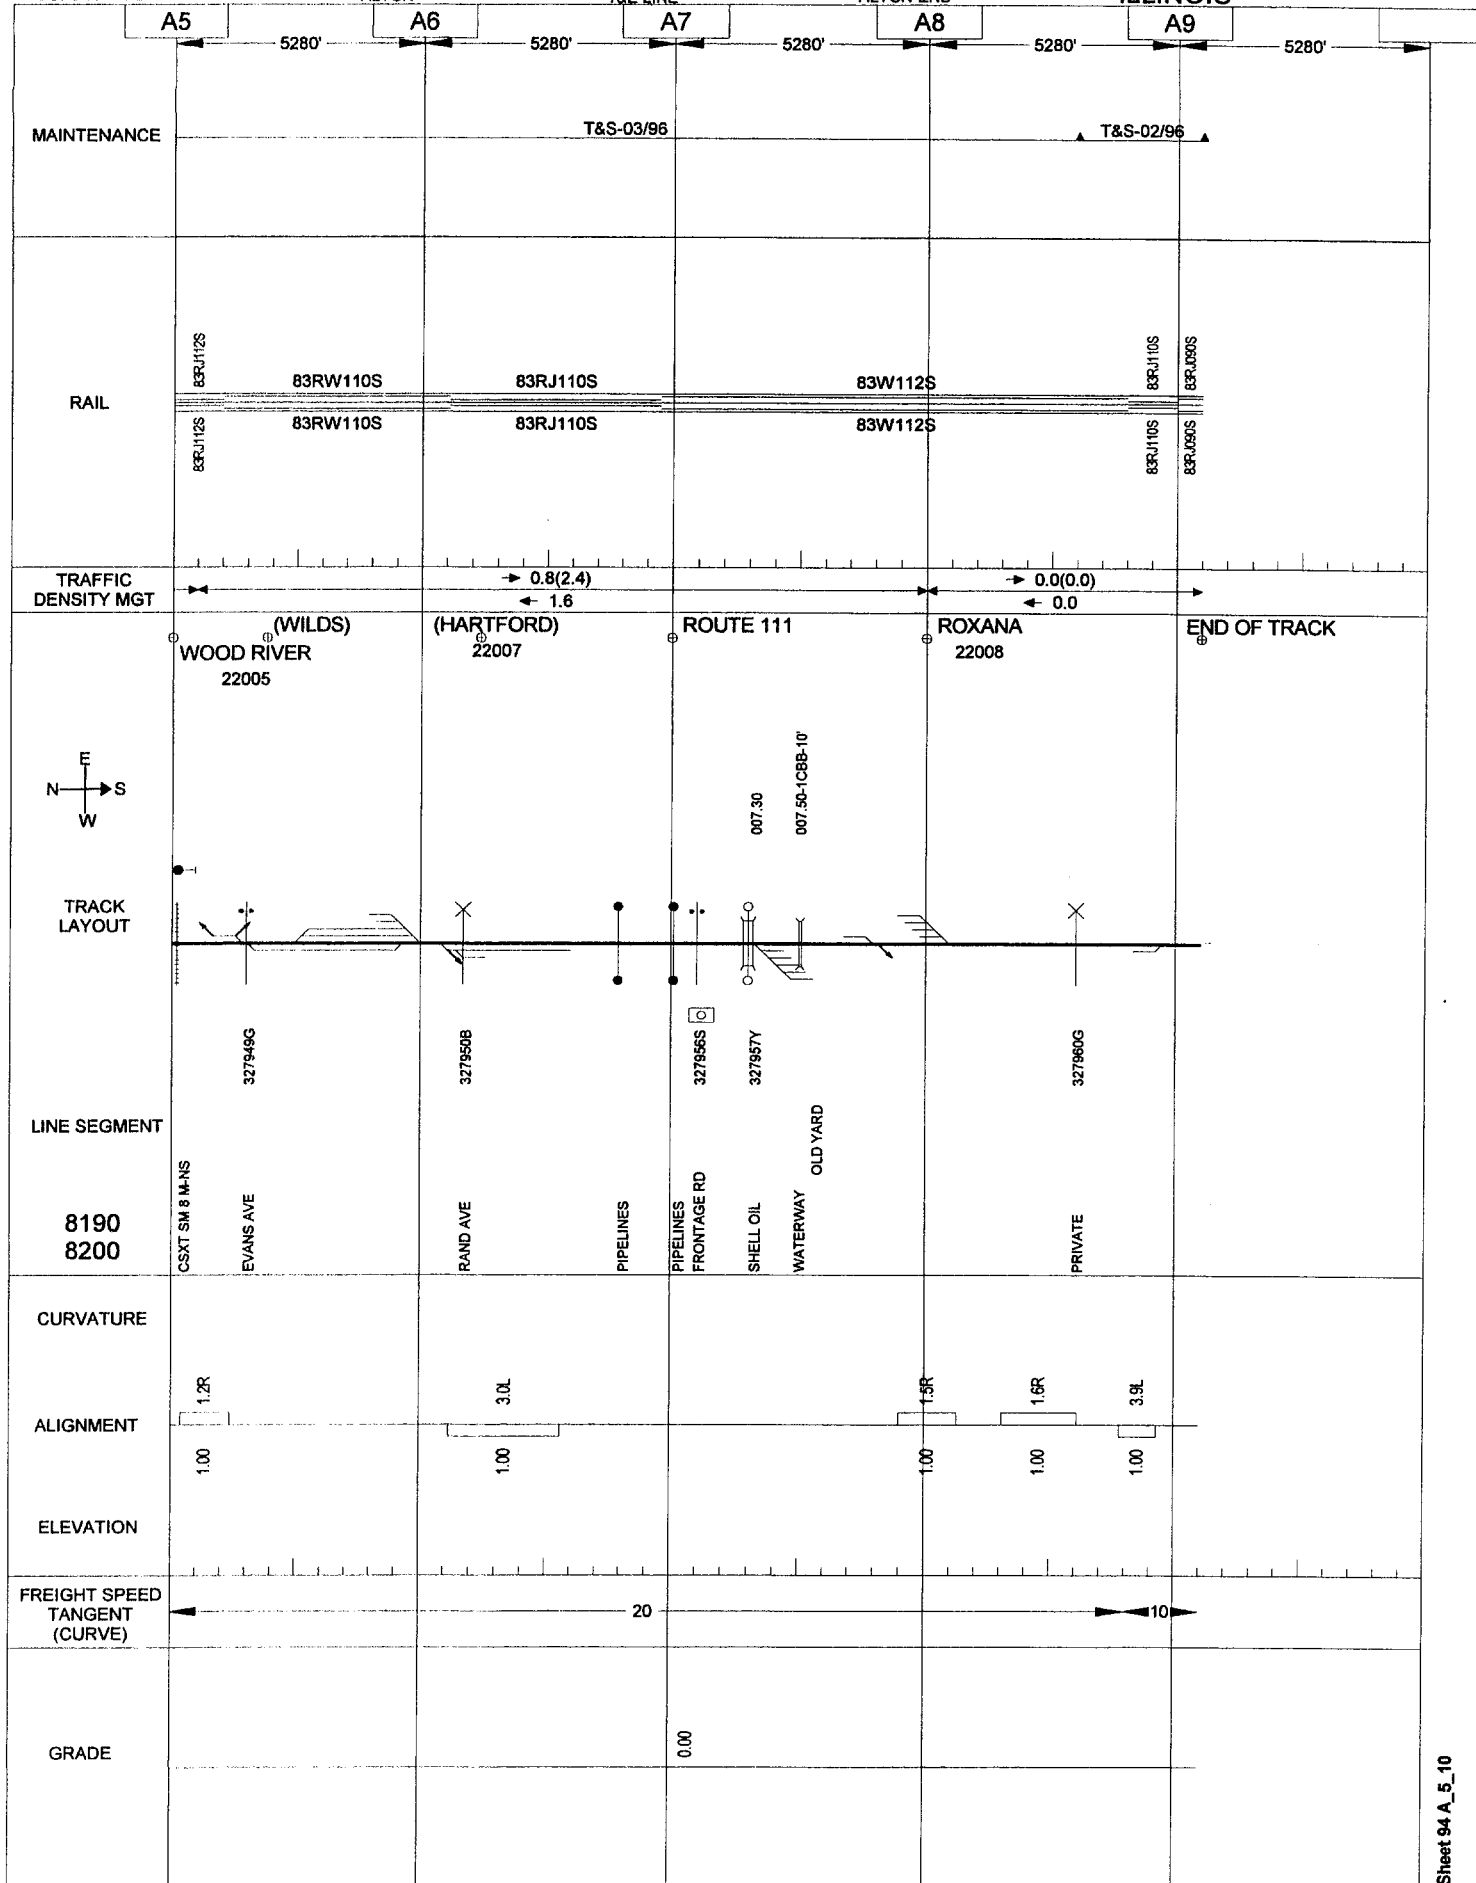 ILLINOIS
A5 A6 A7 A8 A9
5280' 5280' 5280' 5280' 5280'
MAINTENANCE
T&S-03/96
T&S-02/96
RAIL
83RJ112S
83RW110S
83RJ110S
83W112S
83RJ110S
83RJ090S
83RJ112S
83RW110S
83RJ110S
83W112S
83RJ110S
83RJ090S
TRAFFIC
DENSITY MGT
0.8(2.4)
1.6
0.0(0.0)
0.0
WOOD RIVER
22005
(WILDS)
(HARTFORD)
22007
ROUTE 111
ROXANA
22008
END OF TRACK
E
N S
W
007.30
007.50-1CBB-10'
TRACK
LAYOUT
327949G
327950B
327956S
327957Y
327960G
LINE SEGMENT
8190
8200
CSXT SM 8 M-NS
EVANS AVE
RAND AVE
PIPELINES
PIPELINES
FRONTAGE RD
SHELL OIL
WATERWAY
OLD YARD
PRIVATE
CURVATURE
1.2R
3.0L
1.5R
1.6R
3.9L
ALIGNMENT
1.00
1.00
1.00
1.00
1.00
ELEVATION
FREIGHT SPEED
TANGENT
(CURVE)
20
10
GRADE
0.00
Sheet 94 A_5_10